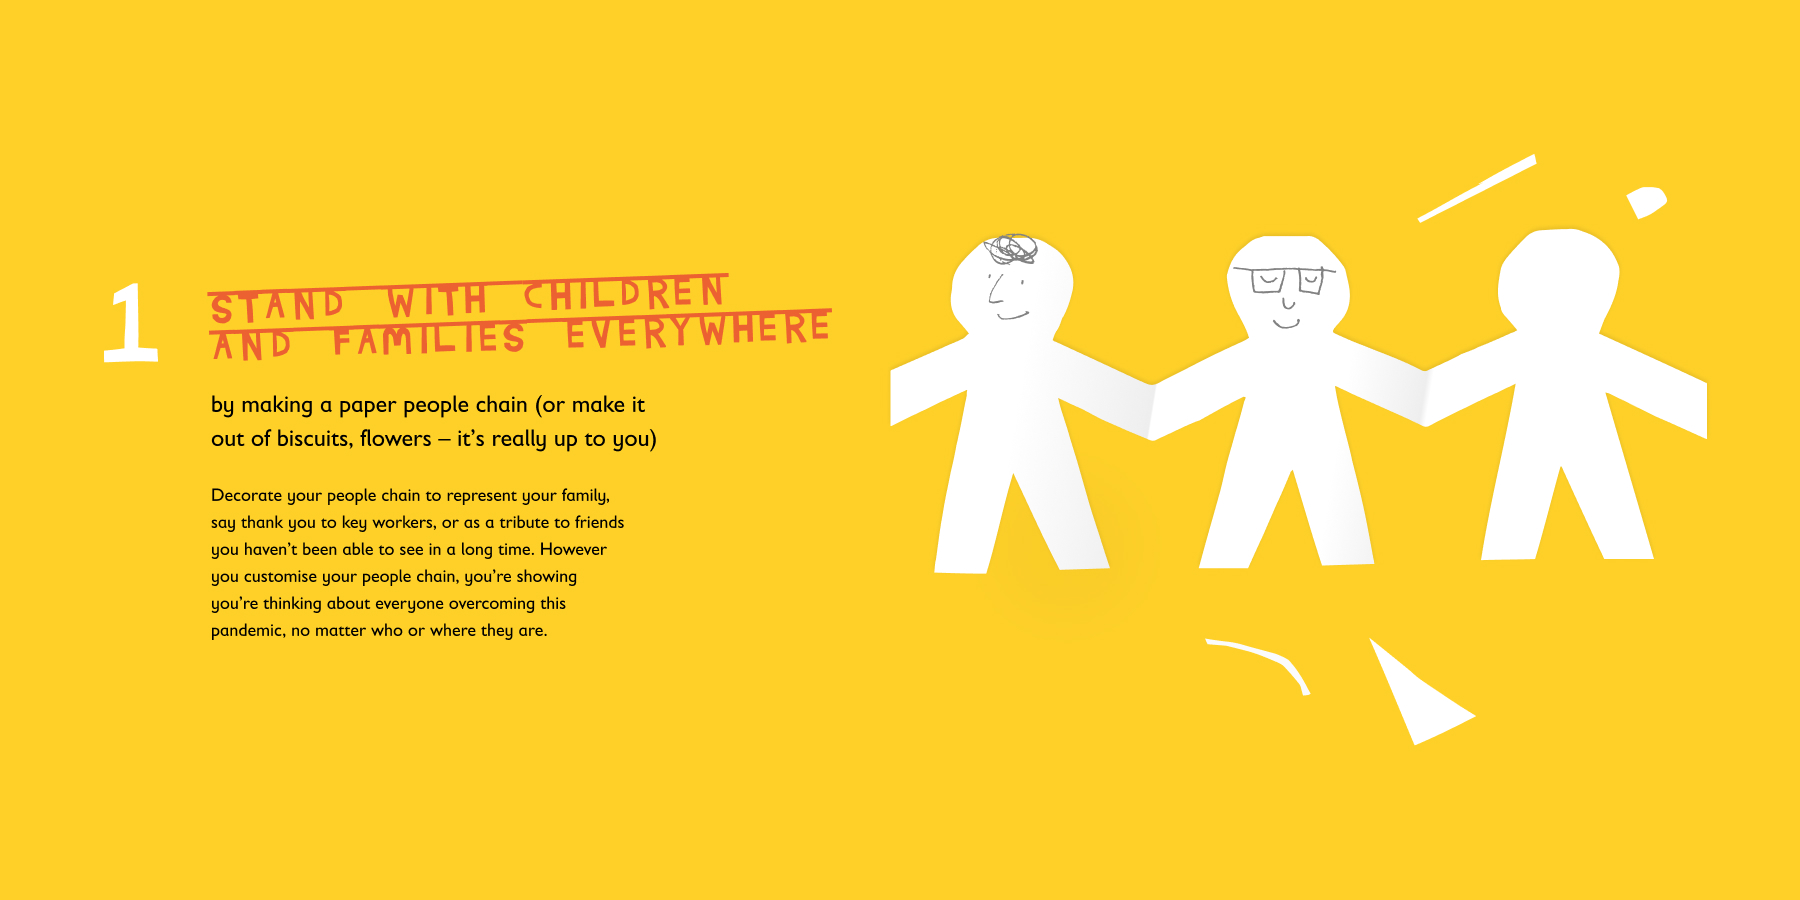 1
STAND WITH CHILDREN
AND FAMILIES EVERYWHERE
by making a paper people chain (or make it
out of biscuits, flowers – it’s really up to you)
Decorate your people chain to represent your family,
say thank you to key workers, or as a tribute to friends
you haven’t been able to see in a long time. However
you customise your people chain, you’re showing
you’re thinking about everyone overcoming this
pandemic, no matter who or where they are.